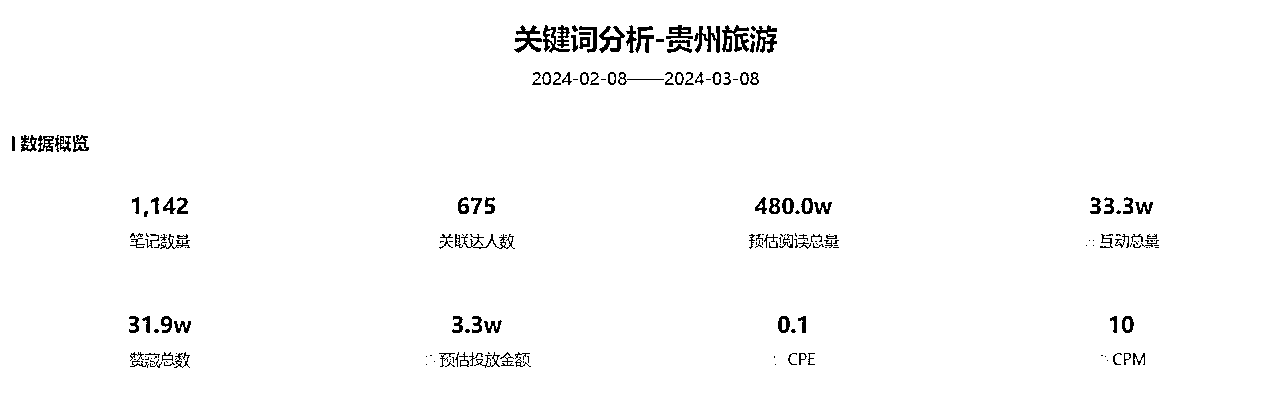 关键词分析-贵州旅游
2024-02-08——2024-03-08
数据概览
1,142 675 480.0w 33.3w
笔记数量 关联达人数 预估阅读总量 互动总量
31.9w 3.3w 0.1 10
赞藏总数 预估投放金额 CPE CPM